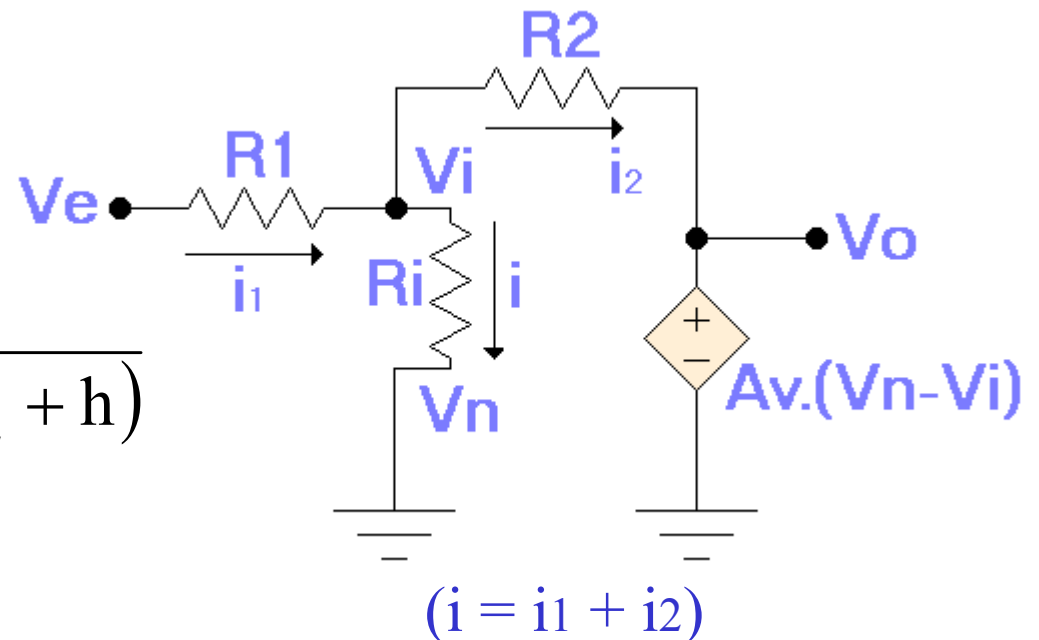 R2
R1
Vi
i2
Ve
Vo
i1
Ri
i
+
−
+ h)
Vn
Av.(Vn-Vi)
(i = i1 + i2)